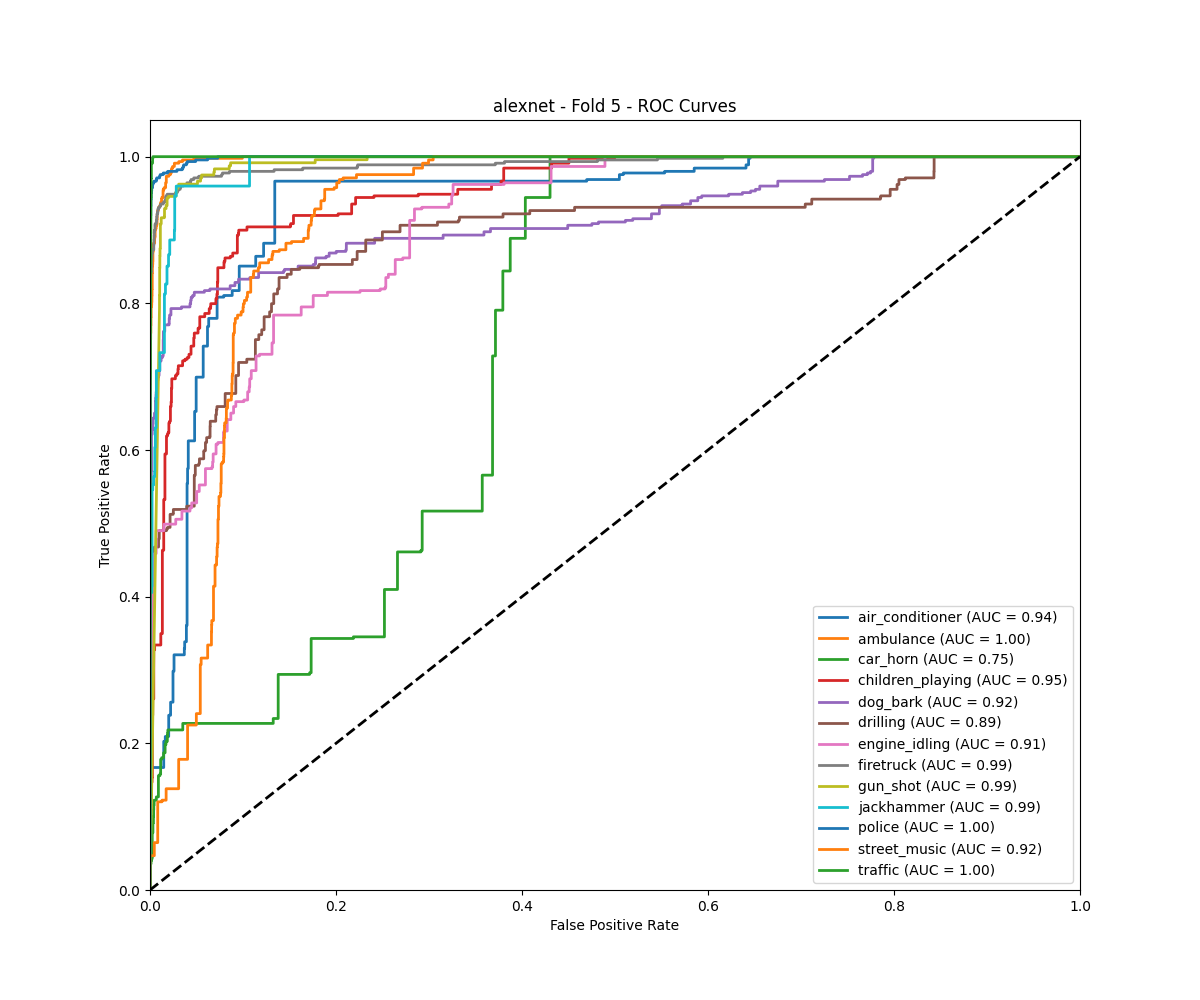 alexnet - Fold 5 - ROC Curves
True Positive Rate
1.0
0.8
0.6
0.4
0.2
0.0
air_conditioner (AUC = 0.94)
ambulance (AUC = 1.00)
car_horn (AUC = 0.75)
children_playing (AUC = 0.95)
dog_bark (AUC = 0.92)
drilling (AUC = 0.89)
engine_idling (AUC = 0.91)
firetruck (AUC = 0.99)
gun_shot (AUC = 0.99)
jackhammer (AUC = 0.99)
police (AUC = 1.00)
street_music (AUC = 0.92)
traffic (AUC = 1.00)
0.0 0.2 0.4 0.6 0.8 1.0
False Positive Rate